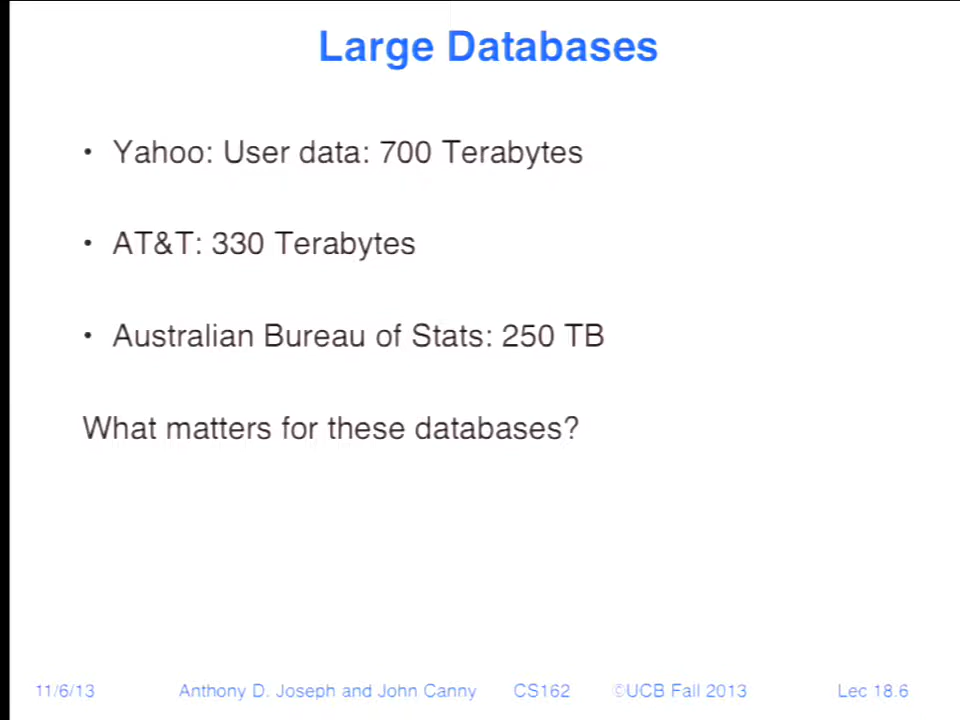 Large Databases
• Yahoo: User data: 700 Terabytes
• AT&T: 330 Terabytes
• Australian Bureau of Stats: 250 TB
What matters for these databases?
11/6/13 Anthony D. Joseph and John Canny CS162 ©UCB Fall 2013 Lec 18.6